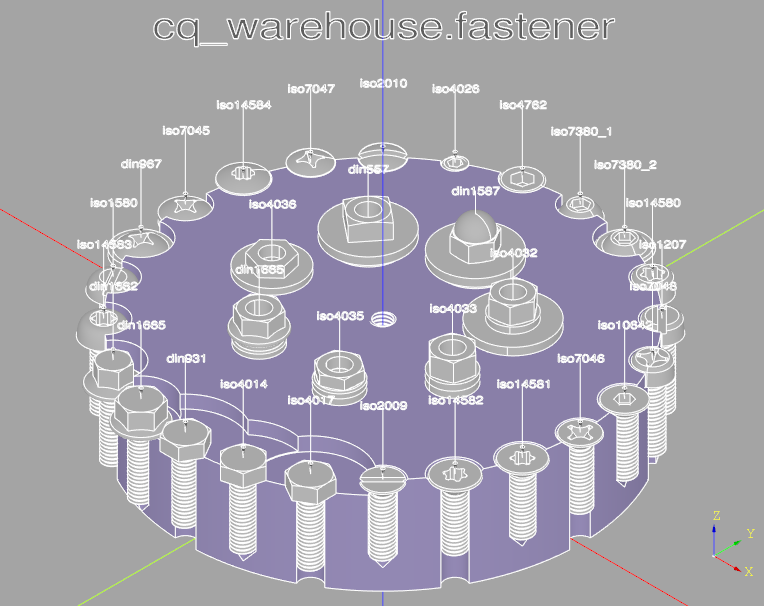 cq_warehouse.fastener
iso2010
iso7047
iso4026
iso14584
iso4762
iso7045
iso7380_1
din967
din557
iso7380_2
din1587
iso1580
iso4036
iso14580
iso14583
iso1207
iso4032
din1665
din1662
iso7048
iso4035
iso4033
din1665
iso10642
din931
iso7046
iso4014
iso14581
iso4017
iso2009
iso14582
Z
Y
X